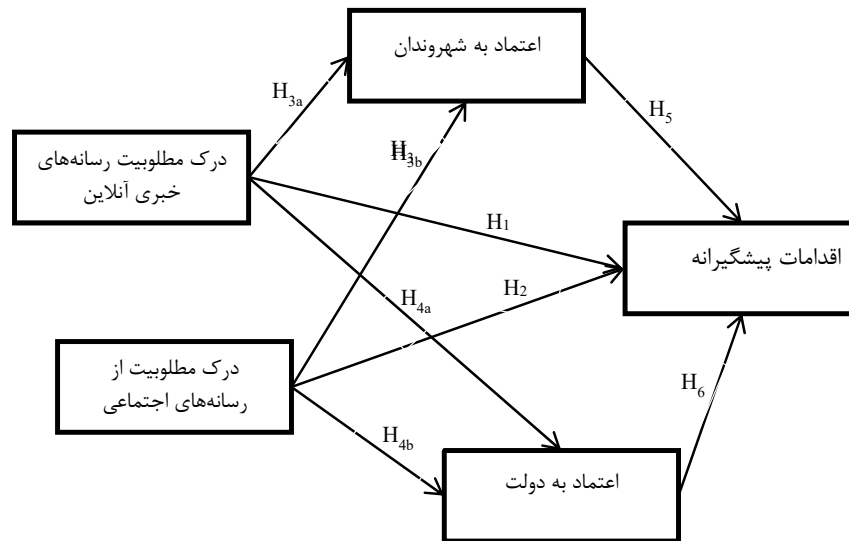 اعتماد به شهروندان
H3a
H5
درک مطلوبیت رسانه‌های
خبری آنلاین
H3b
H1
اقدامات پیشگیرانه
H4a
H2
درک مطلوبیت از
رسانه‌های اجتماعی
H6
H4b
اعتماد به دولت